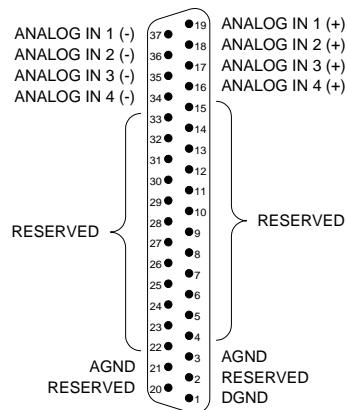 ANALOG IN 1 (-)
ANALOG IN 2 (-)
ANALOG IN 3 (-)
ANALOG IN 4 (-)
RESERVED
AGND
RESERVED
37
36
35
34
33
32
31
30
29
28
27
26
25
24
23
22
21
20
19
18
17
16
15
14
13
12
11
10
9
8
7
6
5
4
3
2
1
ANALOG IN 1 (+)
ANALOG IN 2 (+)
ANALOG IN 3 (+)
ANALOG IN 4 (+)
RESERVED
AGND
RESERVED
DGND